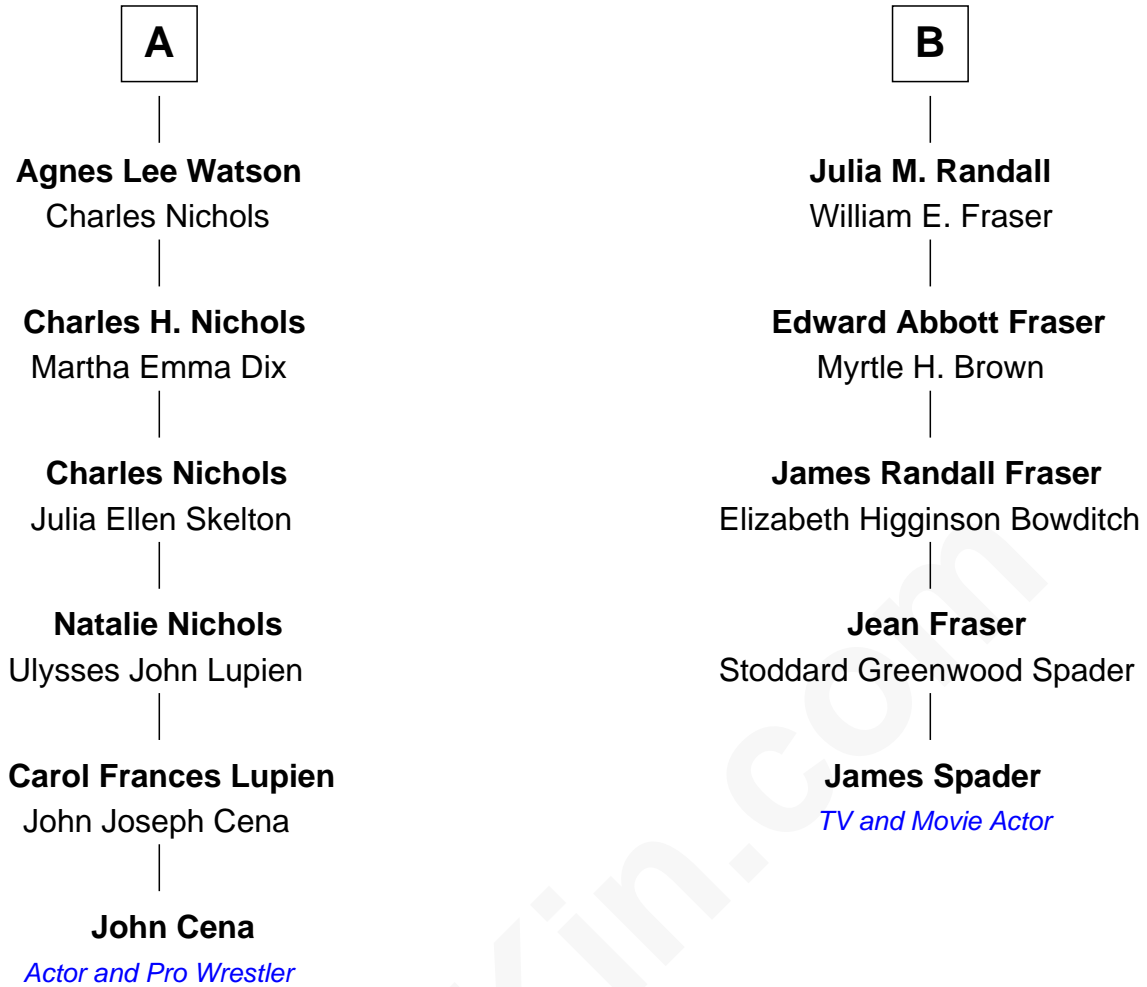 A
Agnes Lee Watson
Charles Nichols
Charles H. Nichols
Martha Emma Dix
Charles Nichols
Julia Ellen Skelton
Natalie Nichols
Ulysses John Lupien
Carol Frances Lupien
John Joseph Cena
John Cena
Actor and Pro Wrestler
B
Julia M. Randall
William E. Fraser
Edward Abbott Fraser
Myrtle H. Brown
James Randall Fraser
Elizabeth Higginson Bowditch
Jean Fraser
Stoddard Greenwood Spader
James Spader
TV and Movie Actor
Kin.com